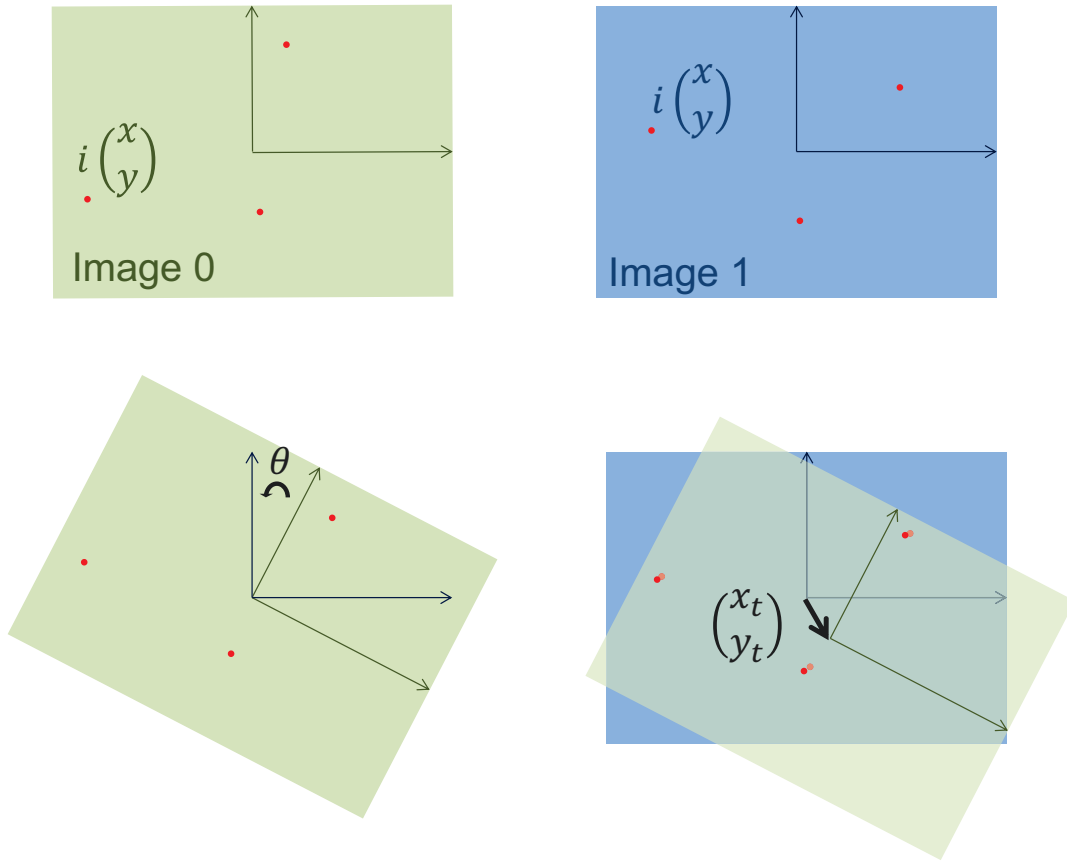 i (x y)
Image 0
i (x y)
Image 1
θ
(x_t y_t)